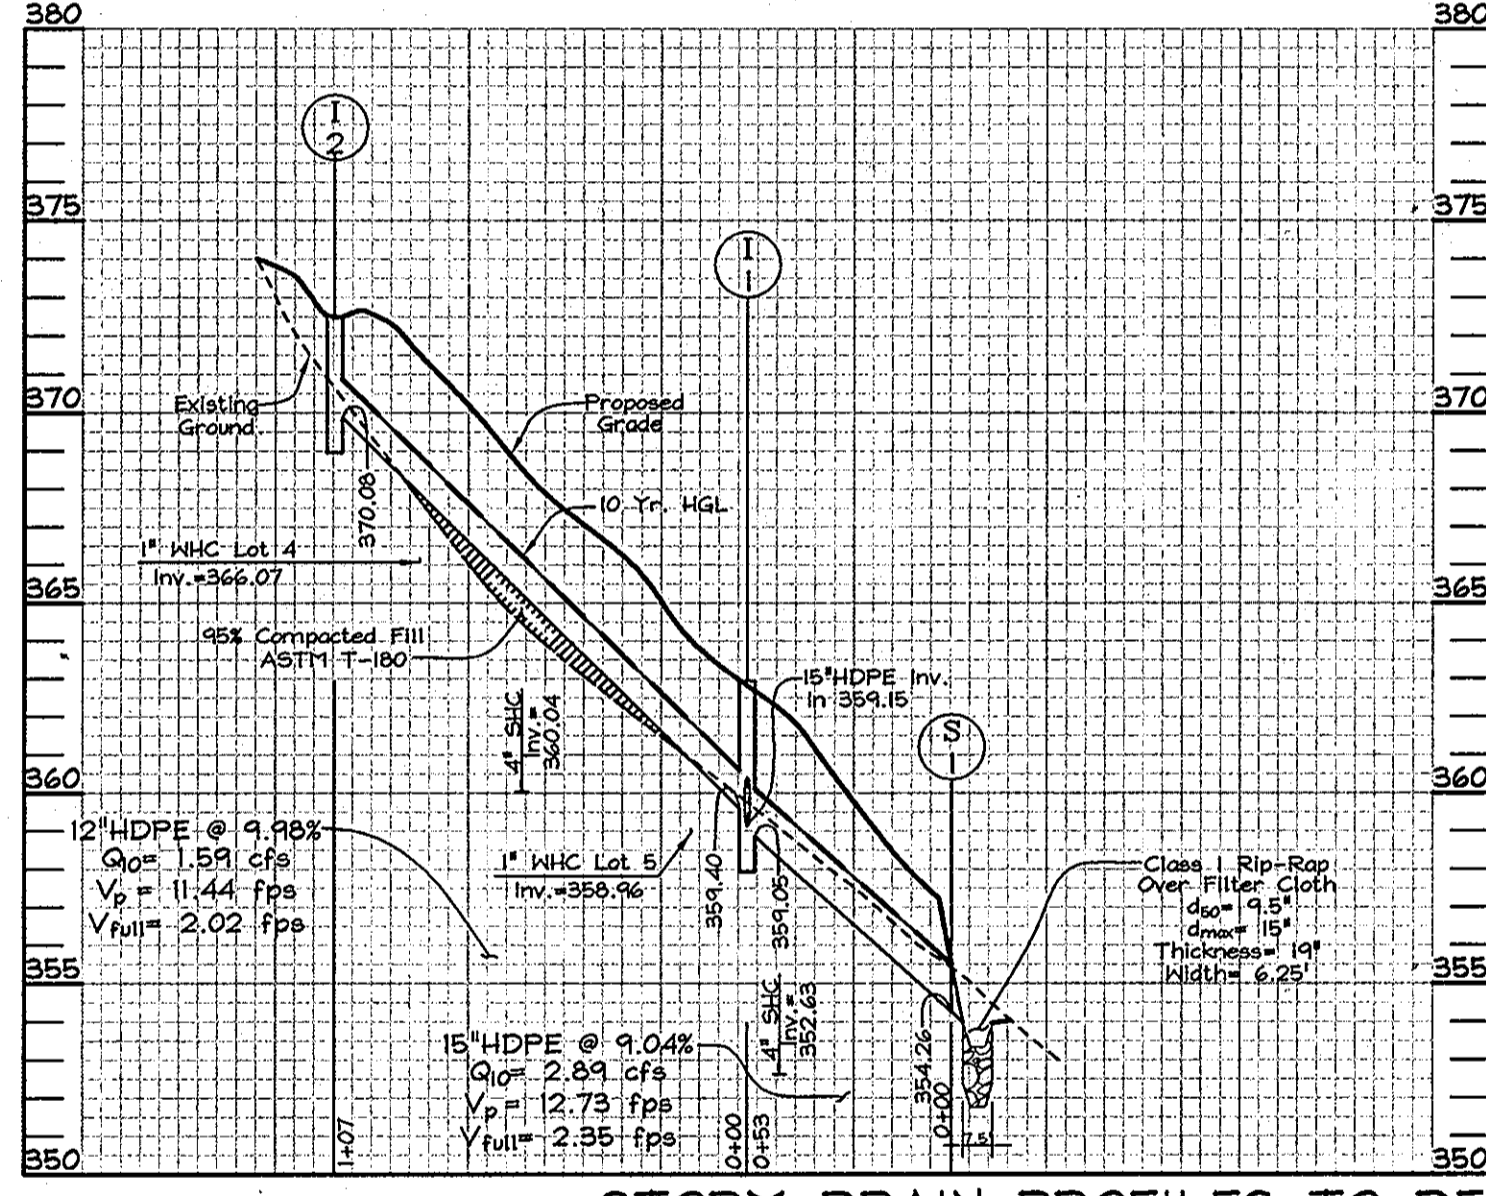 380
380
I
2
375
375
I
1
370
370
Existing
Ground
Proposed
Grade
370.08
10 Yr. HGL
1" WHC Lot 4
Inv.=366.07
365
365
95% Compacted Fill
ASTM T-180
15"HDPE Inv.
In 359.15
4" SHC
Inv.=
360.04
S
1
360
360
12"HDPE @ 9.98%
Q10= 1.59 cfs
Vp = 11.44 fps
Vfull= 2.02 fps
1" WHC Lot 5
Inv.=358.96
359.40
359.05
Class I Rip-Rap
Over Filter Cloth
d50= 9.5"
dmax= 15"
Thickness= 19"
Width= 6.25'
355
355
4" SHC
Inv.=
352.63
354.26
15"HDPE @ 9.04%
Q10= 2.89 cfs
Vp = 12.73 fps
Vfull= 2.35 fps
1+07
0+00
0+53
0+00
7.5'
350
350
STORM DRAIN PROFILES TO BE